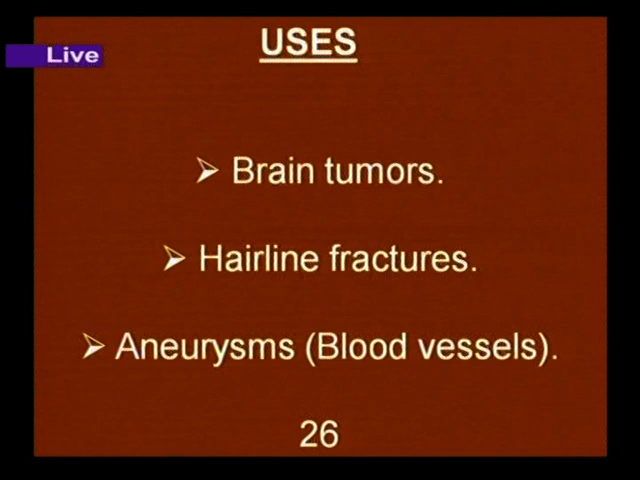 USES
Live
➢ Brain tumors.
➢ Hairline fractures.
➢ Aneurysms (Blood vessels).
26